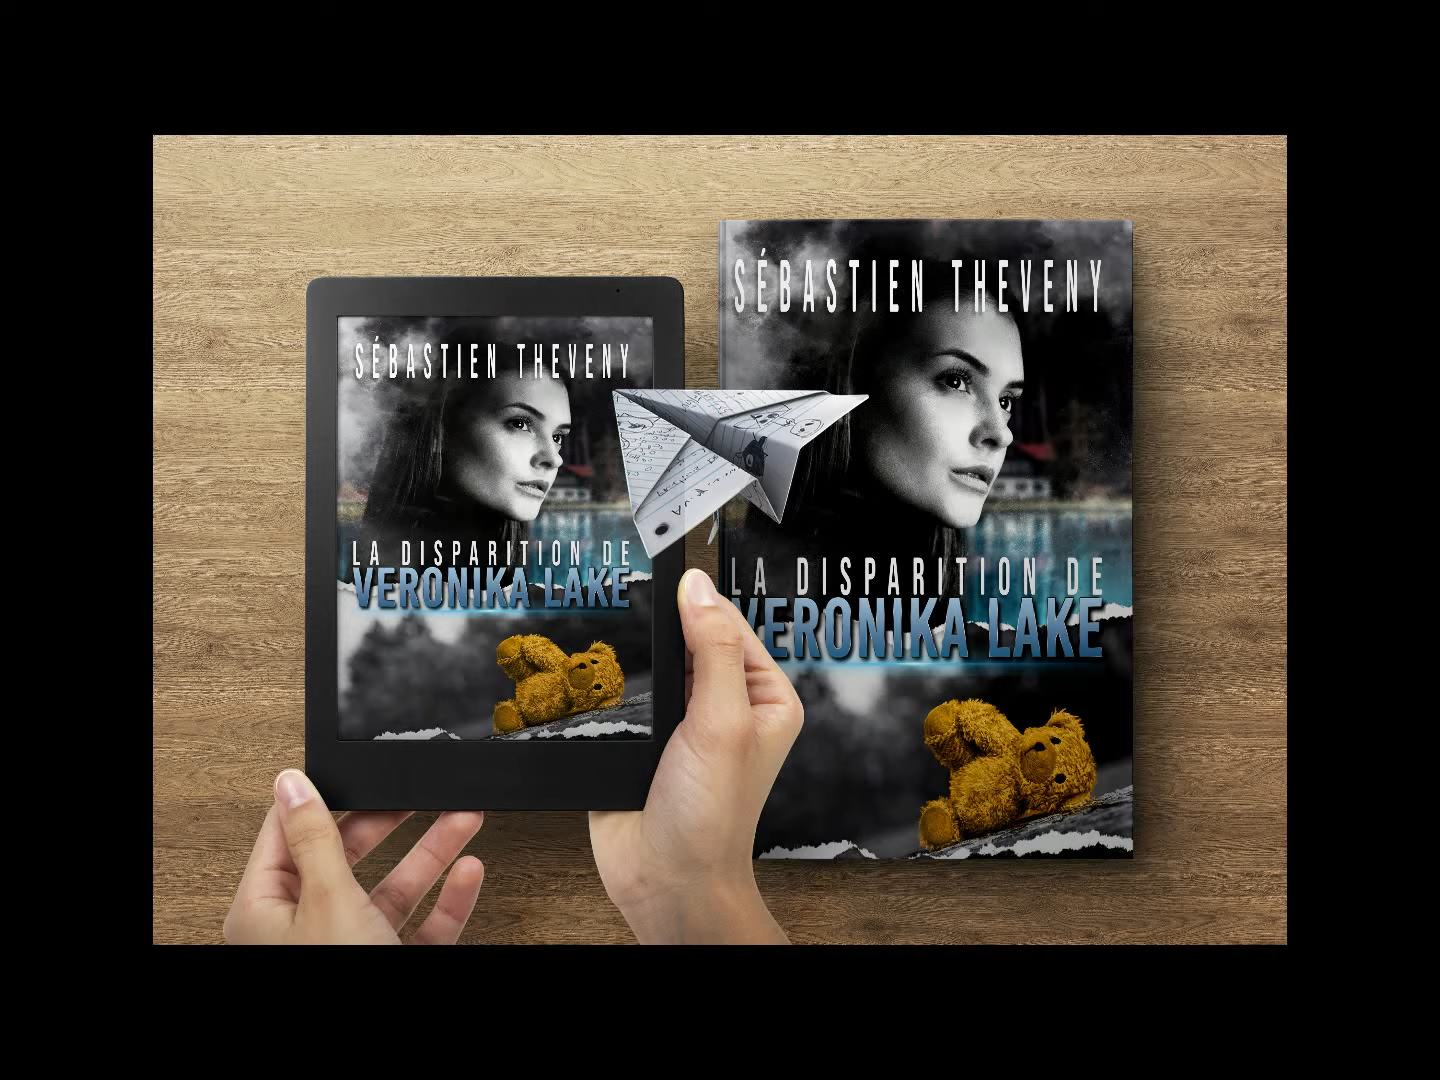 SÉBASTIEN THEVENY
LA DISPARITION DE
VERONIKA LAKE
SÉBASTIEN THEVENY
LA DISPARITION DE
VERONIKA LAKE